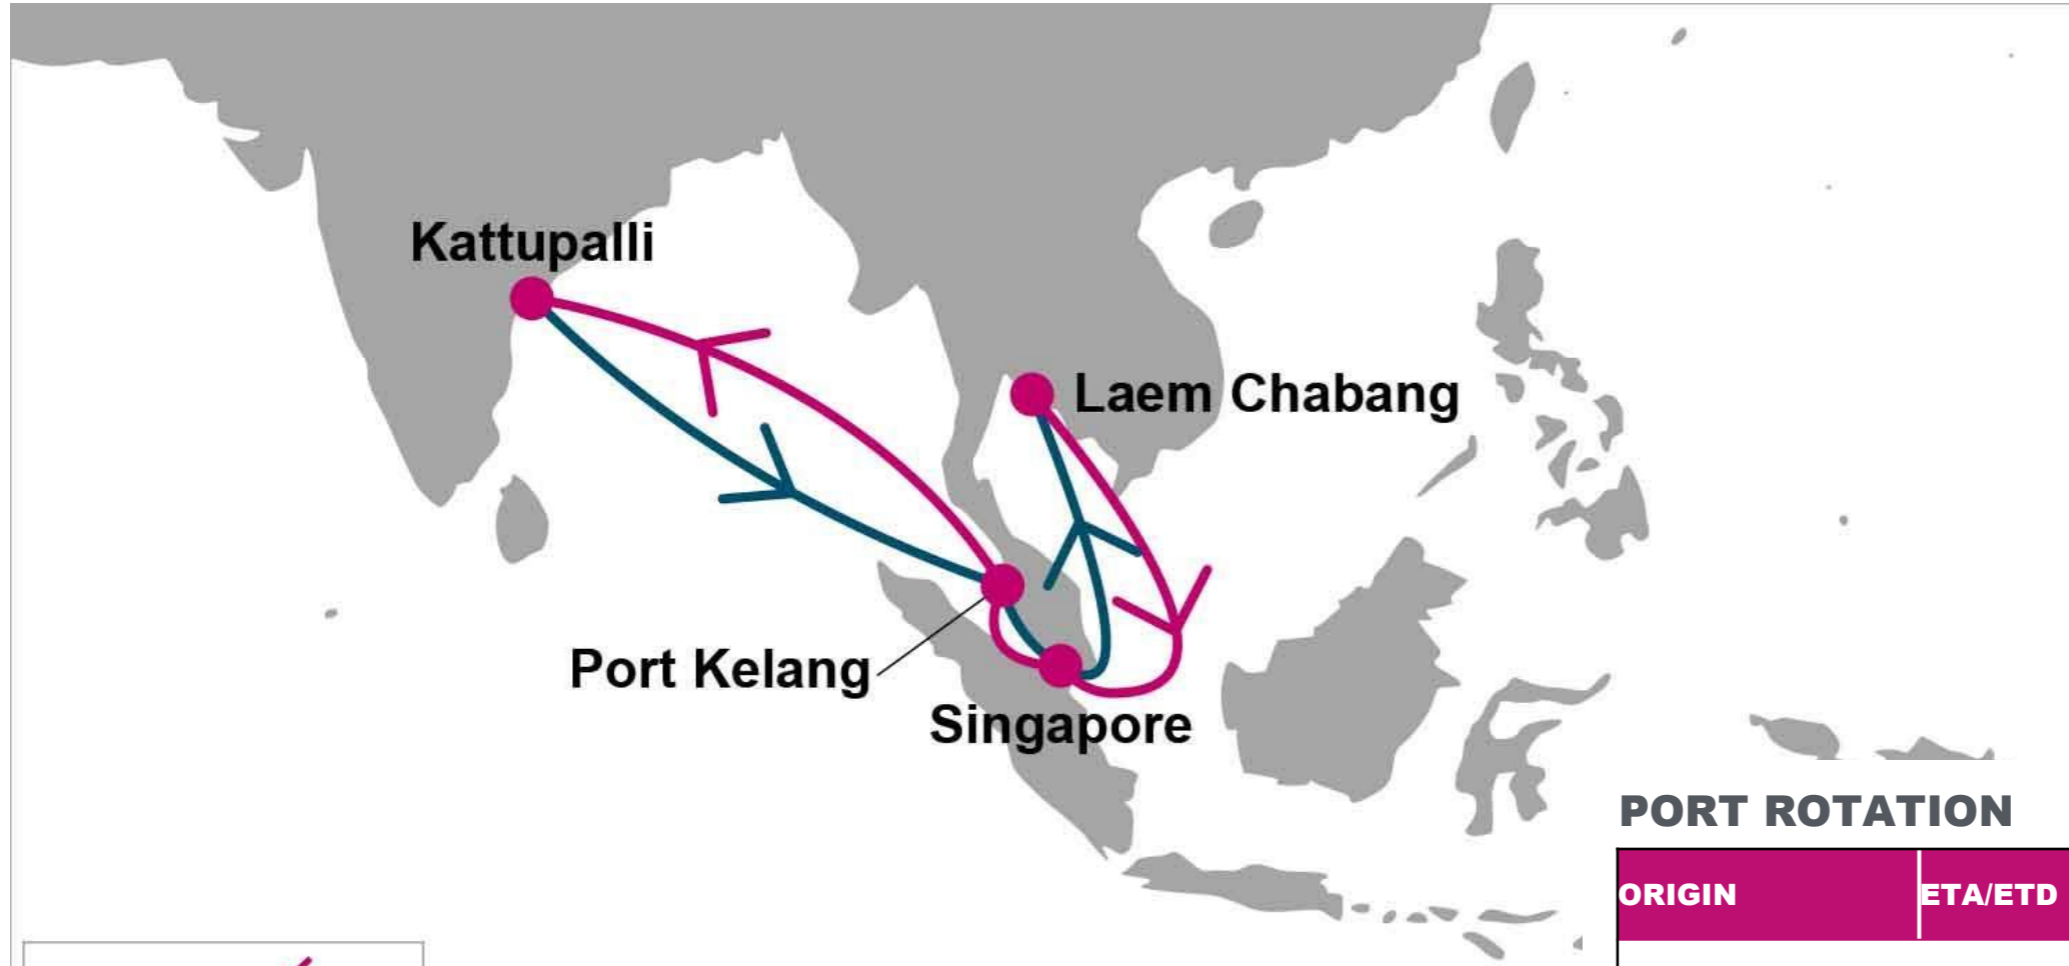 Kattupalli
Laem Chabang
Port Kelang
Singapore
PORT ROTATION
ORIGIN
ETA/ETD